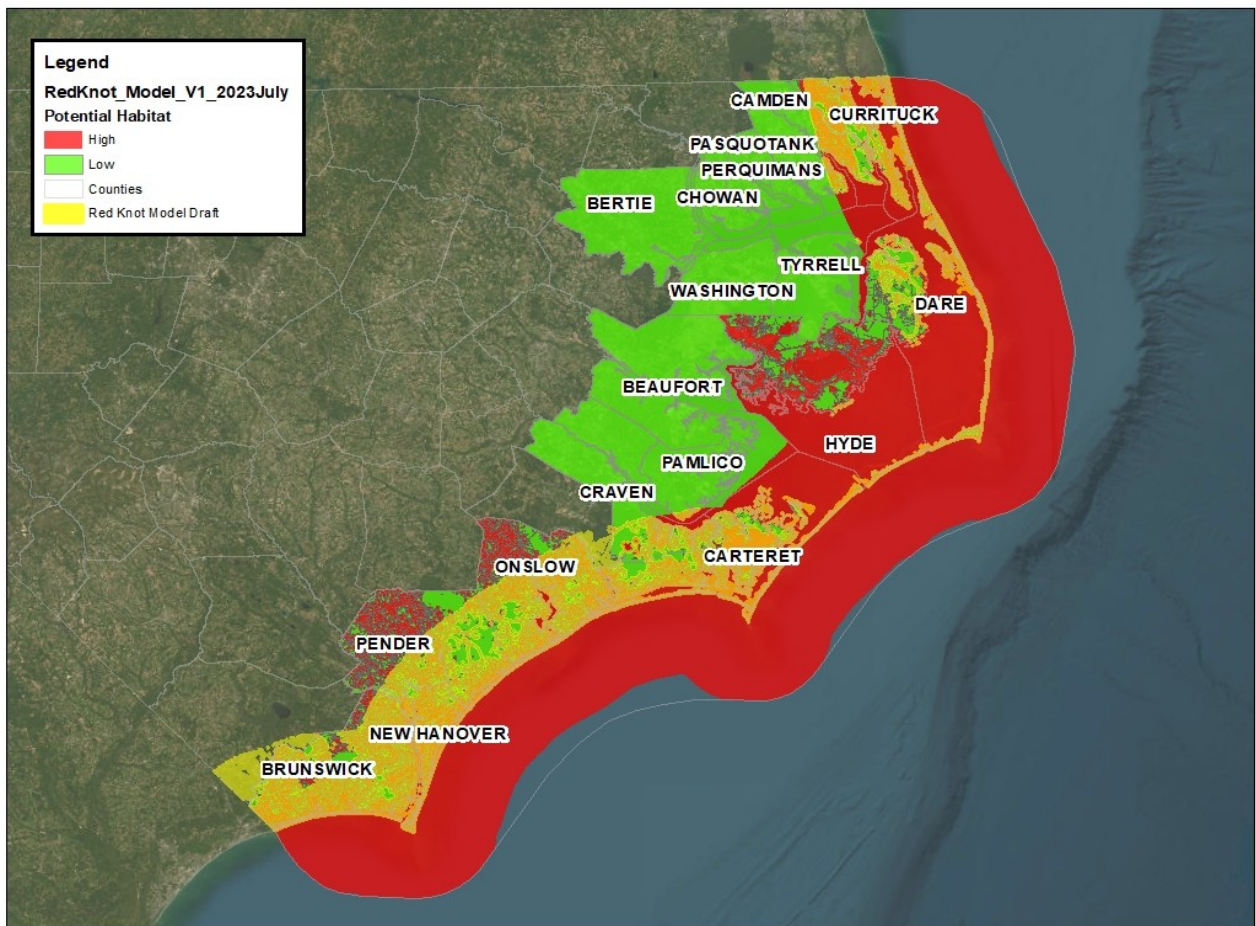 Legend
RedKnot_Model_V1_2023July
Potential Habitat
High
Low
Counties
Red Knot Model Draft
CAMDEN
CURRITUCK
PASQUOTANK
PERQUIMANS
CHOWAN
BERTIE
TYRRELL
WASHINGTON
DARE
BEAUFORT
HYDE
PAMLICO
CRAVEN
CARTERET
ONSLOW
PENDER
NEW HANOVER
BRUNSWICK